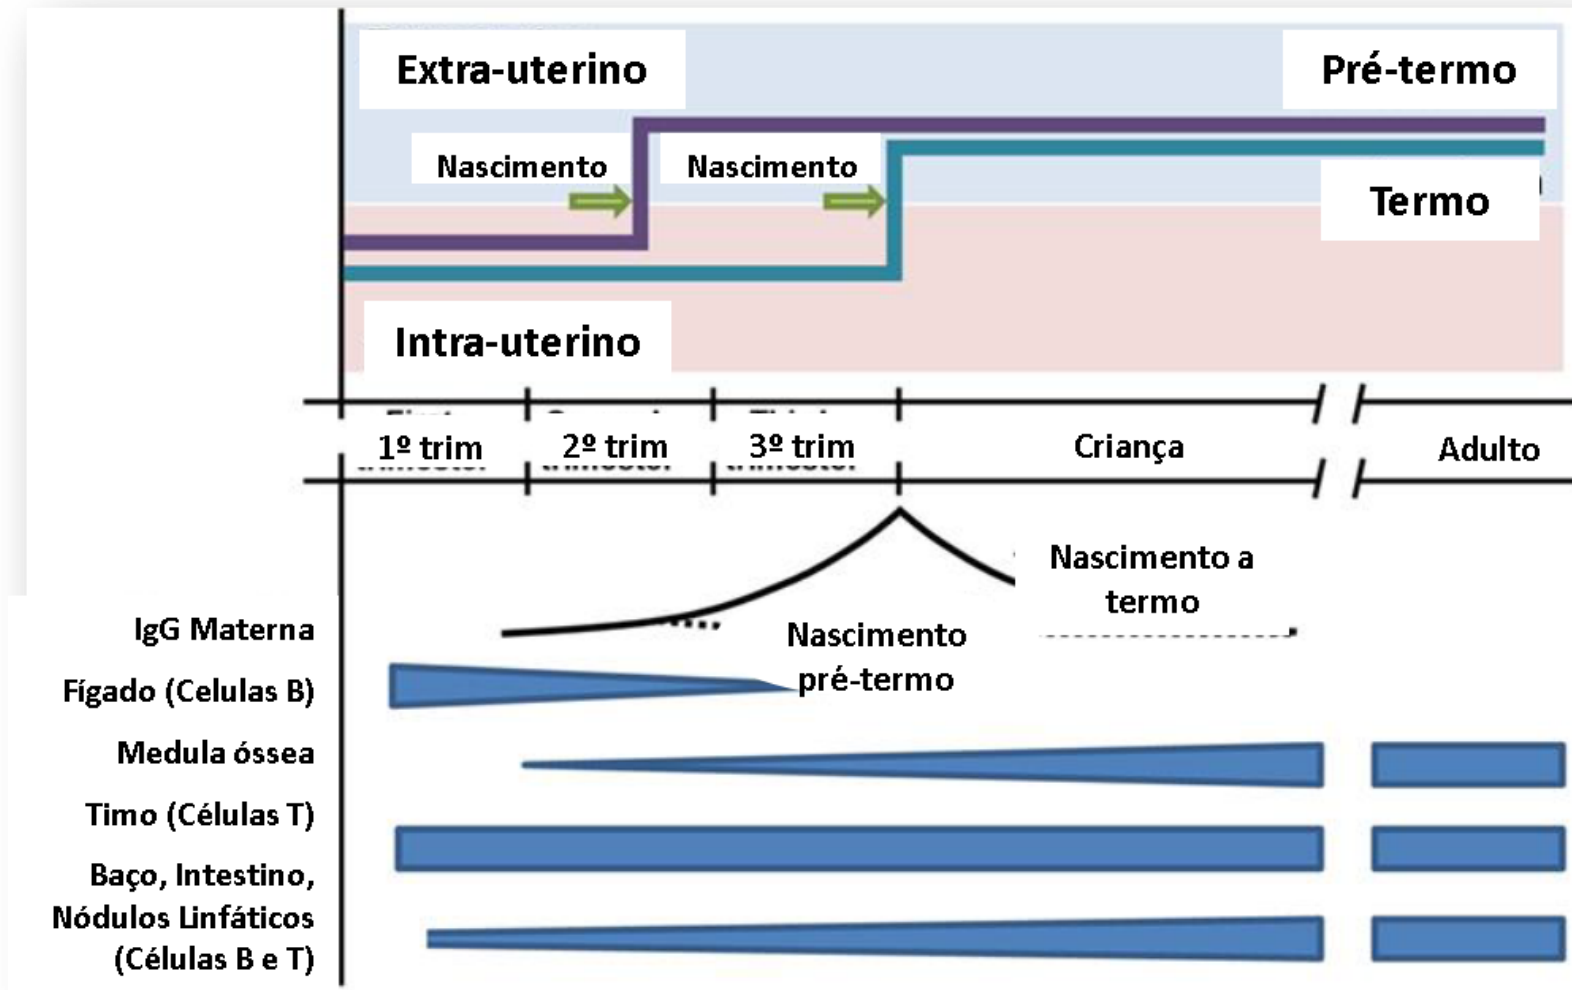 Extra-uterino
Pré-termo
Nascimento
Nascimento
Termo
Intra-uterino
1º trim
2º trim
3º trim
Criança
Adulto
Nascimento a
termo
IgG Materna
Nascimento
pré-termo
Fígado (Celulas B)
Medula óssea
Timo (Células T)
Baço, Intestino,
Nódulos Linfáticos
(Células B e T)